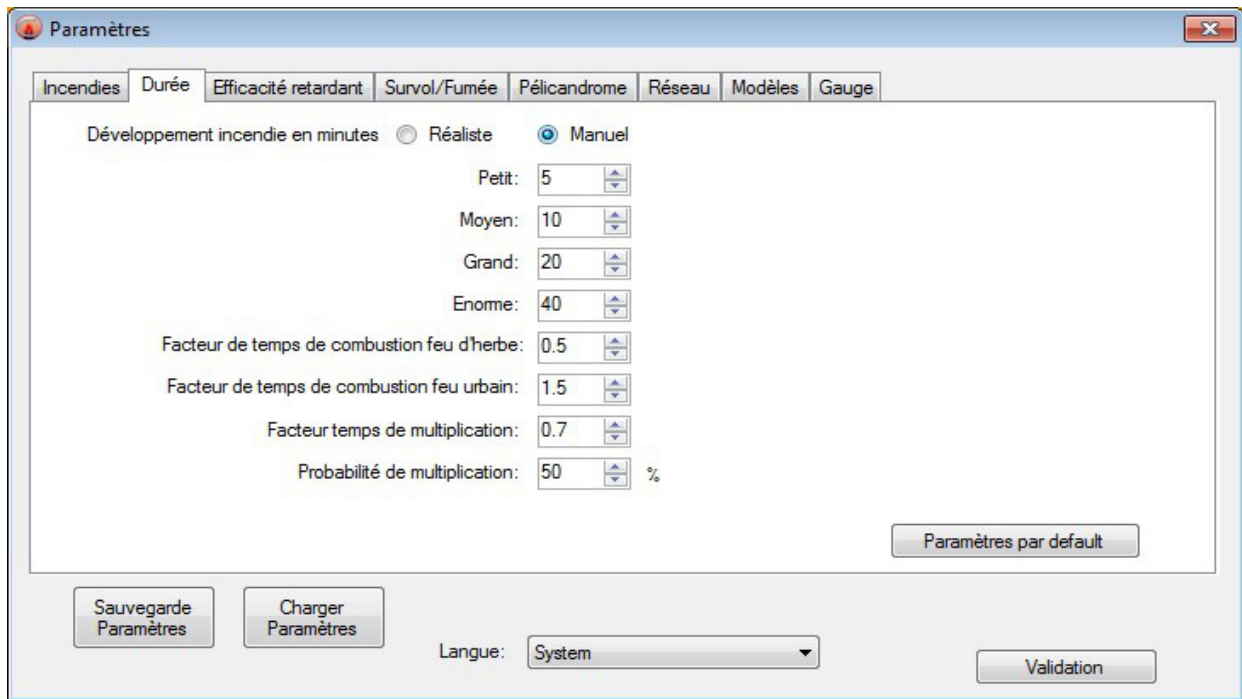 Paramètres
Incendies Durée Efficacité retardant Survol/Fumée Pélicandrome Réseau Modèles Gauge
Développement incendie en minutes Réaliste Manuel
Petit: 5
Moyen: 10
Grand: 20
Enorme: 40
Facteur de temps de combustion feu d'herbe: 0.5
Facteur de temps de combustion feu urbain: 1.5
Facteur temps de multiplication: 0.7
Probabilité de multiplication: 50 %
Paramètres par default
Sauvegarde
Paramètres
Charger
Paramètres
Langue: System
Validation